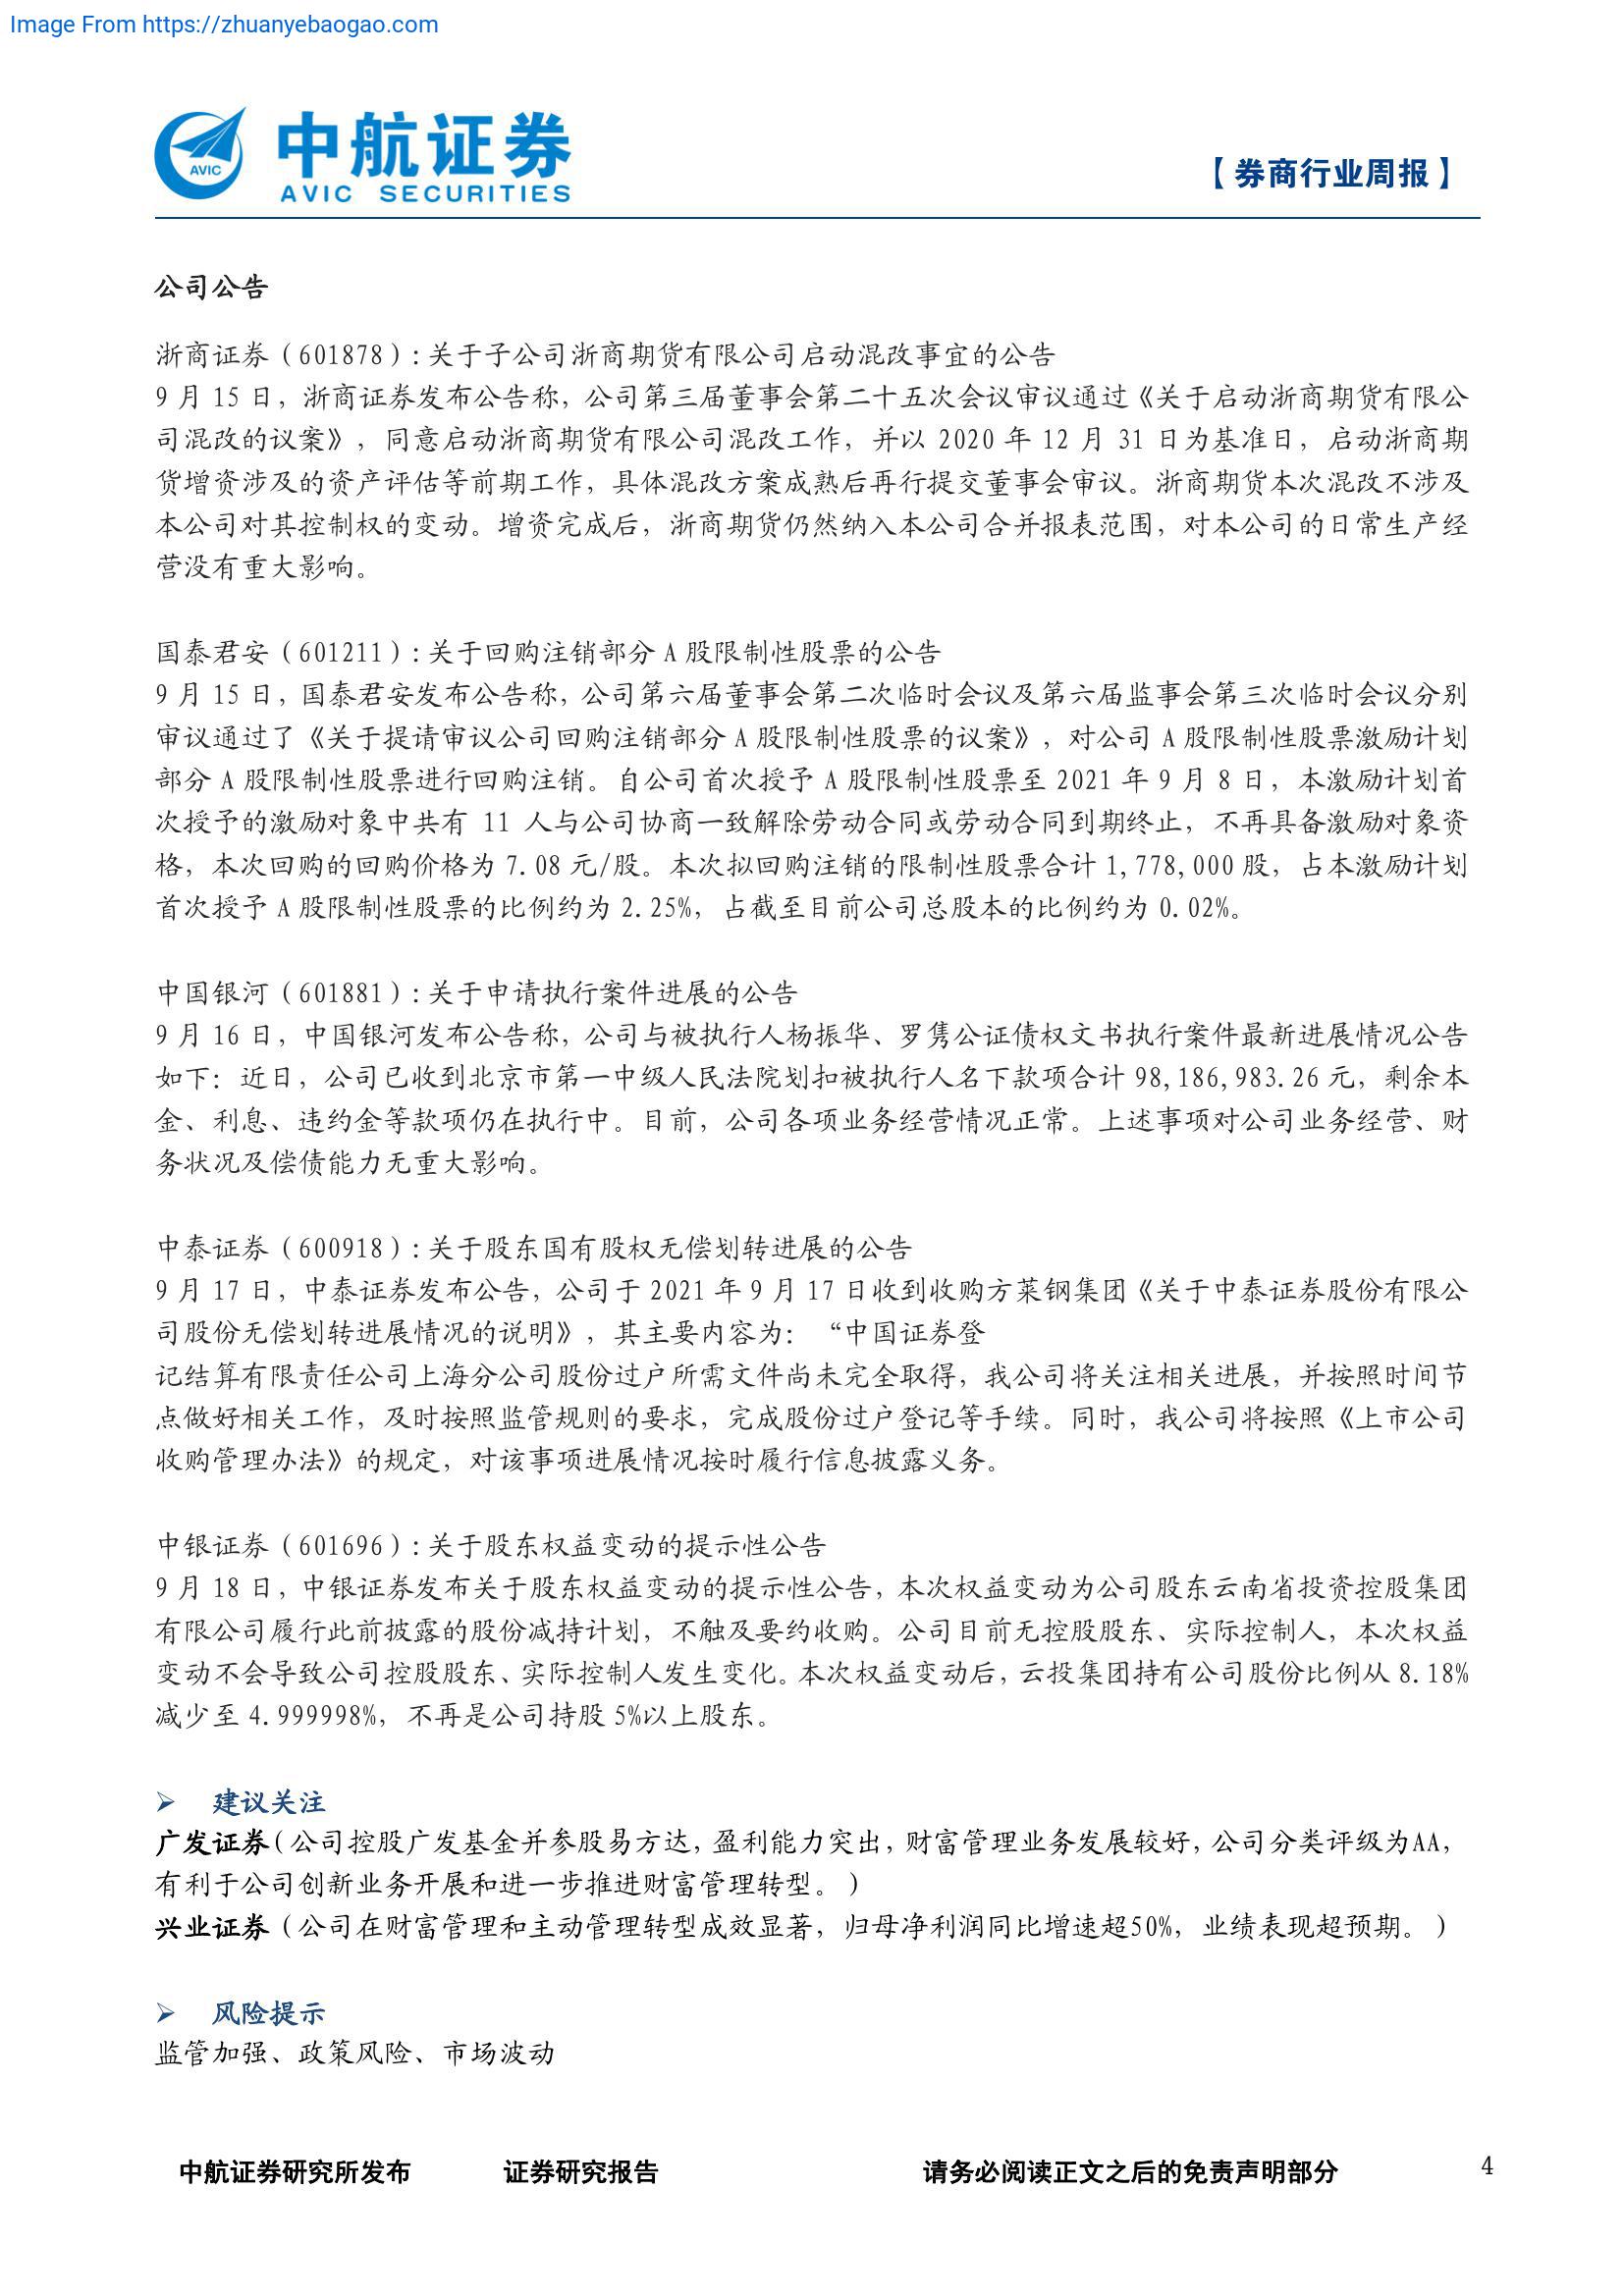 Image From https://zhuanyebaogao.com
AVIC
中航证券
AVIC SECURITIES
【券商行业周报】
公司公告
浙商证券（601878）:关于子公司浙商期货有限公司启动混改事宜的公告
9 月 15 日，浙商证券发布公告称，公司第三届董事会第二十五次会议审议通过《关于启动浙商期货有限公
司混改的议案》，同意启动浙商期货有限公司混改工作，并以 2020 年 12 月 31 日为基准日，启动浙商期
货增资涉及的资产评估等前期工作，具体混改方案成熟后再行提交董事会审议。浙商期货本次混改不涉及
本公司对其控制权的变动。增资完成后，浙商期货仍然纳入本公司合并报表范围，对本公司的日常生产经
营没有重大影响。
国泰君安（601211）:关于回购注销部分 A 股限制性股票的公告
9 月 15 日，国泰君安发布公告称，公司第六届董事会第二次临时会议及第六届监事会第三次临时会议分别
审议通过了《关于提请审议公司回购注销部分 A 股限制性股票的议案》，对公司 A 股限制性股票激励计划
部分 A 股限制性股票进行回购注销。自公司首次授予 A 股限制性股票至 2021 年 9 月 8 日，本激励计划首
次授予的激励对象中共有 11 人与公司协商一致解除劳动合同或劳动合同到期终止，不再具备激励对象资
格，本次回购的回购价格为 7.08 元/股。本次拟回购注销的限制性股票合计 1,778,000 股，占本激励计划
首次授予 A 股限制性股票的比例约为 2.25%，占截至目前公司总股本的比例约为 0.02%。
中国银河（601881）:关于申请执行案件进展的公告
9 月 16 日，中国银河发布公告称，公司与被执行人杨振华、罗隽公证债权文书执行案件最新进展情况公告
如下：近日，公司已收到北京市第一中级人民法院划扣被执行人名下款项合计 98,186,983.26 元，剩余本
金、利息、违约金等款项仍在执行中。目前，公司各项业务经营情况正常。上述事项对公司业务经营、财
务状况及偿债能力无重大影响。
中泰证券（600918）:关于股东国有股权无偿划转进展的公告
9 月 17 日，中泰证券发布公告，公司于 2021 年 9 月 17 日收到收购方莱钢集团《关于中泰证券股份有限公
司股份无偿划转进展情况的说明》，其主要内容为：“中国证券登
记结算有限责任公司上海分公司股份过户所需文件尚未完全取得，我公司将关注相关进展，并按照时间节
点做好相关工作，及时按照监管规则的要求，完成股份过户登记等手续。同时，我公司将按照《上市公司
收购管理办法》的规定，对该事项进展情况按时履行信息披露义务。
中银证券（601696）:关于股东权益变动的提示性公告
9 月 18 日，中银证券发布关于股东权益变动的提示性公告，本次权益变动为公司股东云南省投资控股集团
有限公司履行此前披露的股份减持计划，不触及要约收购。公司目前无控股股东、实际控制人，本次权益
变动不会导致公司控股股东、实际控制人发生变化。本次权益变动后，云投集团持有公司股份比例从 8.18%
减少至 4.999998%，不再是公司持股 5%以上股东。
➢ 建议关注
广发证券（公司控股广发基金并参股易方达，盈利能力突出，财富管理业务发展较好，公司分类评级为AA，
有利于公司创新业务开展和进一步推进财富管理转型。）
兴业证券（公司在财富管理和主动管理转型成效显著，归母净利润同比增速超50%，业绩表现超预期。）
➢ 风险提示
监管加强、政策风险、市场波动
中航证券研究所发布 证券研究报告 请务必阅读正文之后的免责声明部分 4